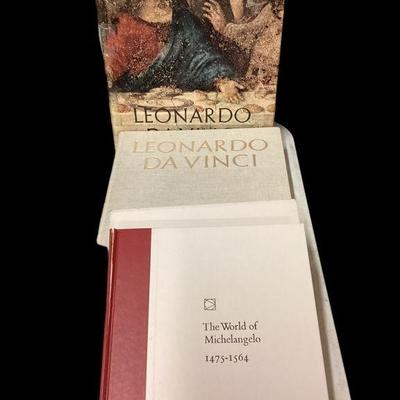 LEONARDO
LEONARDO
DA VINCI
The World of
Michelangelo
1475-1564